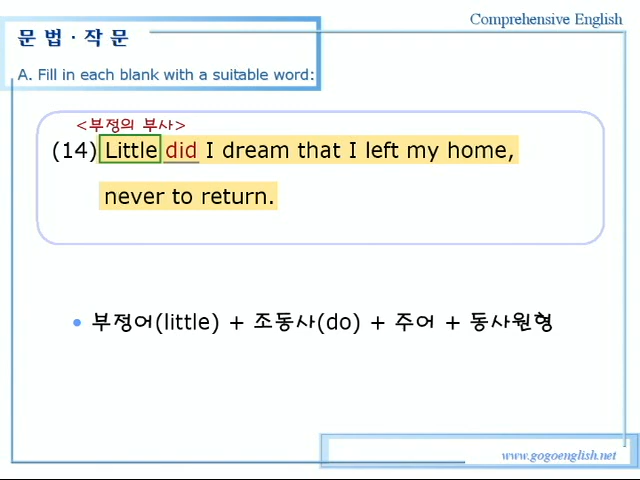 Comprehensive English
문 법 · 작 문
A. Fill in each blank with a suitable word:
<부정의 부사>
(14) Little did I dream that I left my home,
never to return.
• 부정어(little) + 조동사(do) + 주어 + 동사원형
www.gogoenglish.net